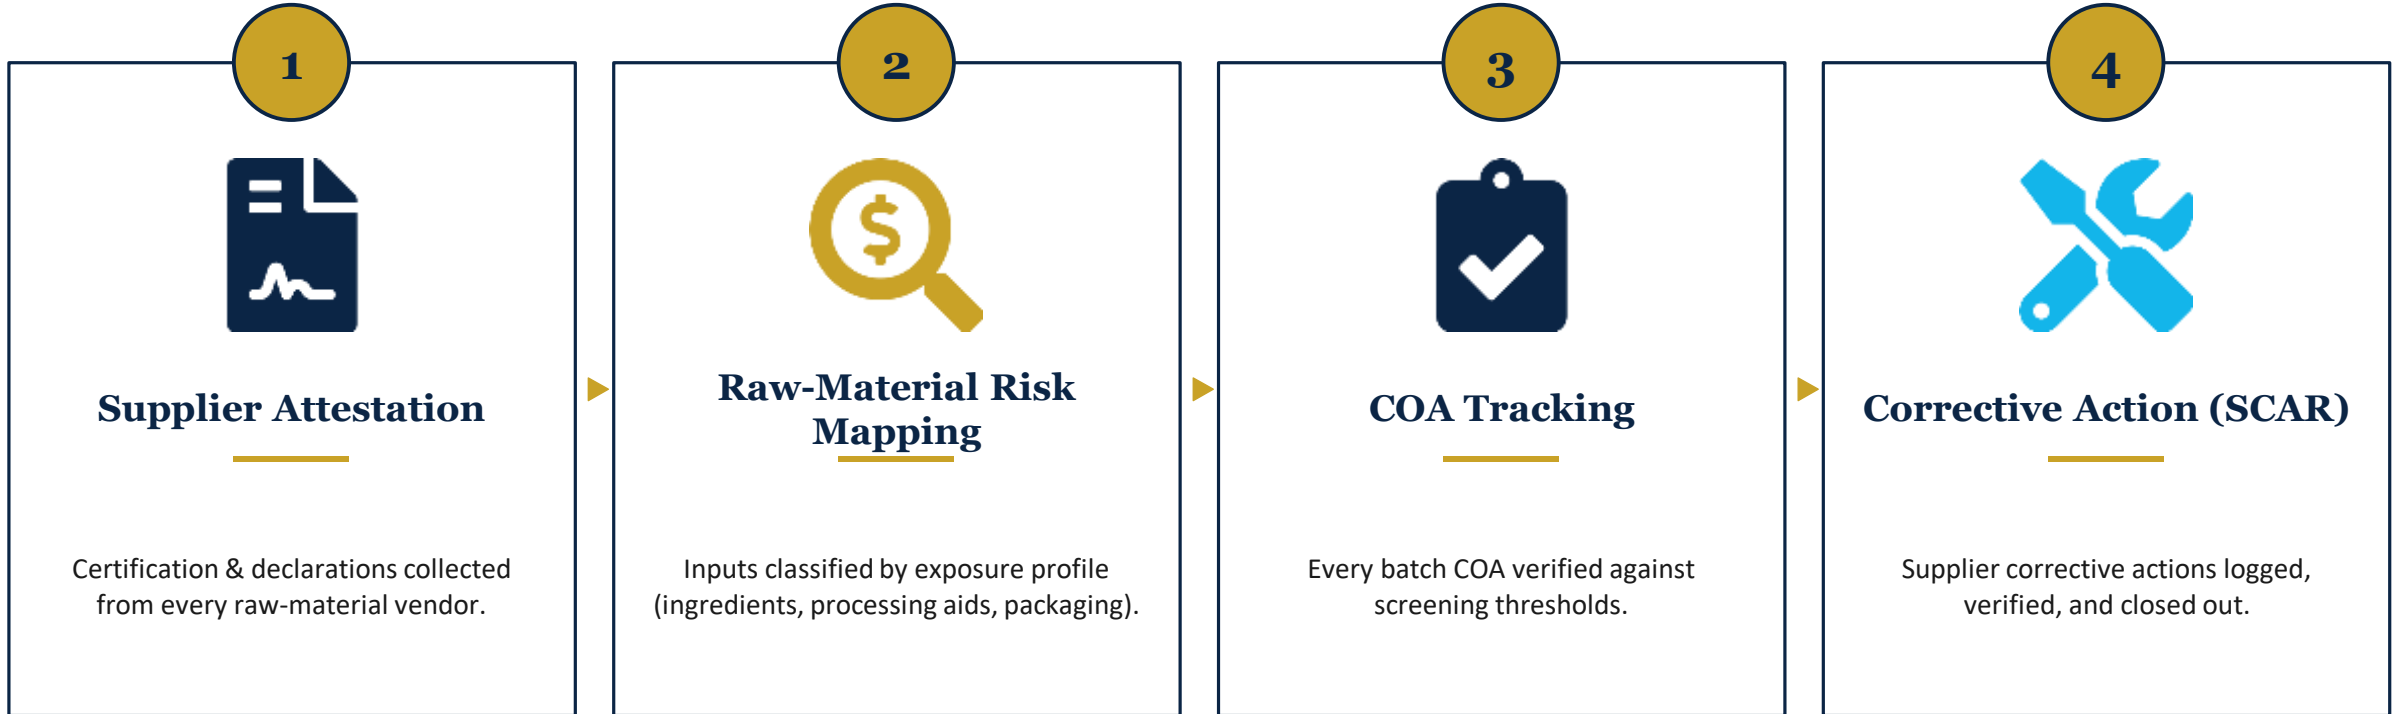 1
Supplier Attestation
Certification & declarations collected
from every raw-material vendor.
2
$
Raw-Material Risk
Mapping
Inputs classified by exposure profile
(ingredients, processing aids, packaging).
3
COA Tracking
Every batch COA verified against
screening thresholds.
4
Corrective Action (SCAR)
Supplier corrective actions logged,
verified, and closed out.